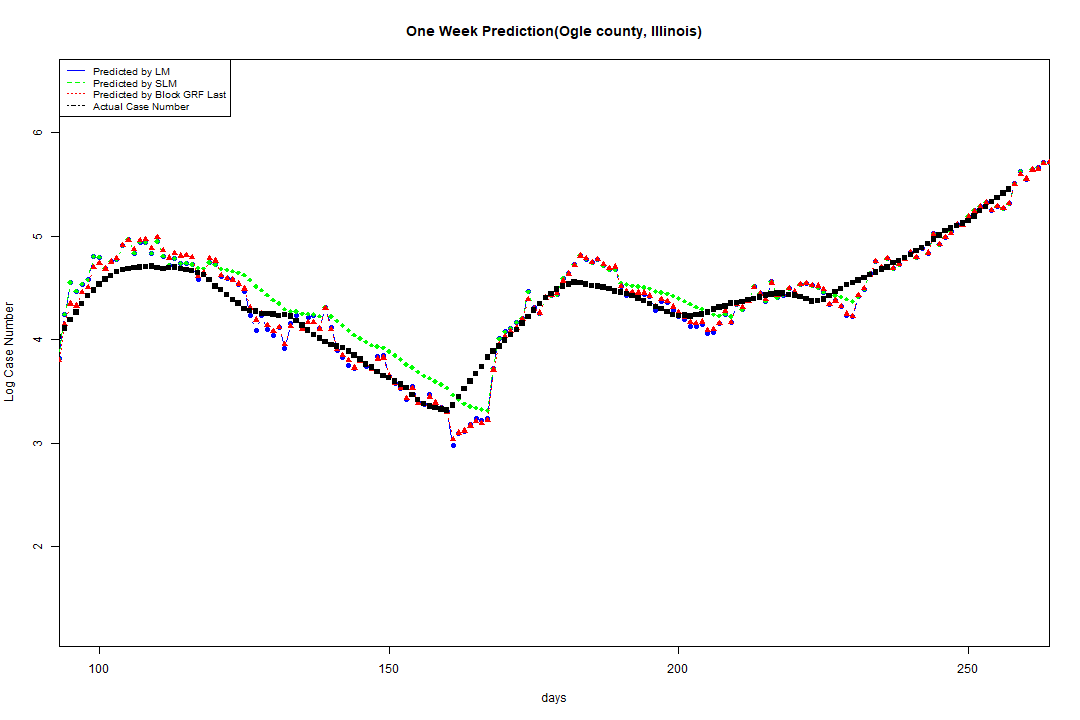 One Week Prediction(Ogle county, Illinois)
Predicted by LM
Predicted by SLM
Predicted by Block GRF Last
Actual Case Number
6
5
4
3
2
Log Case Number
100 150 200 250
days